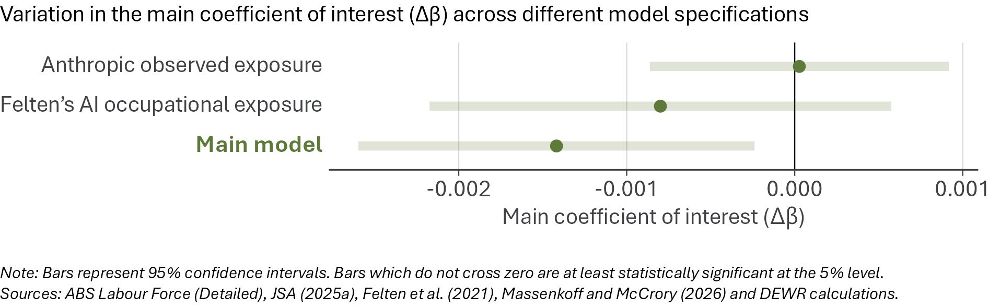 Variation in the main coefficient of interest (Δβ) across different model specifications
Anthropic observed exposure
Felten’s AI occupational exposure
Main model
-0.002
-0.001
0.000
0.001
Main coefficient of interest (Δβ)
Note: Bars represent 95% confidence intervals. Bars which do not cross zero are at least statistically significant at the 5% level.
Sources: ABS Labour Force (Detailed), JSA (2025a), Felten et al. (2021), Massenkoff and McCrory (2026) and DEWR calculations.